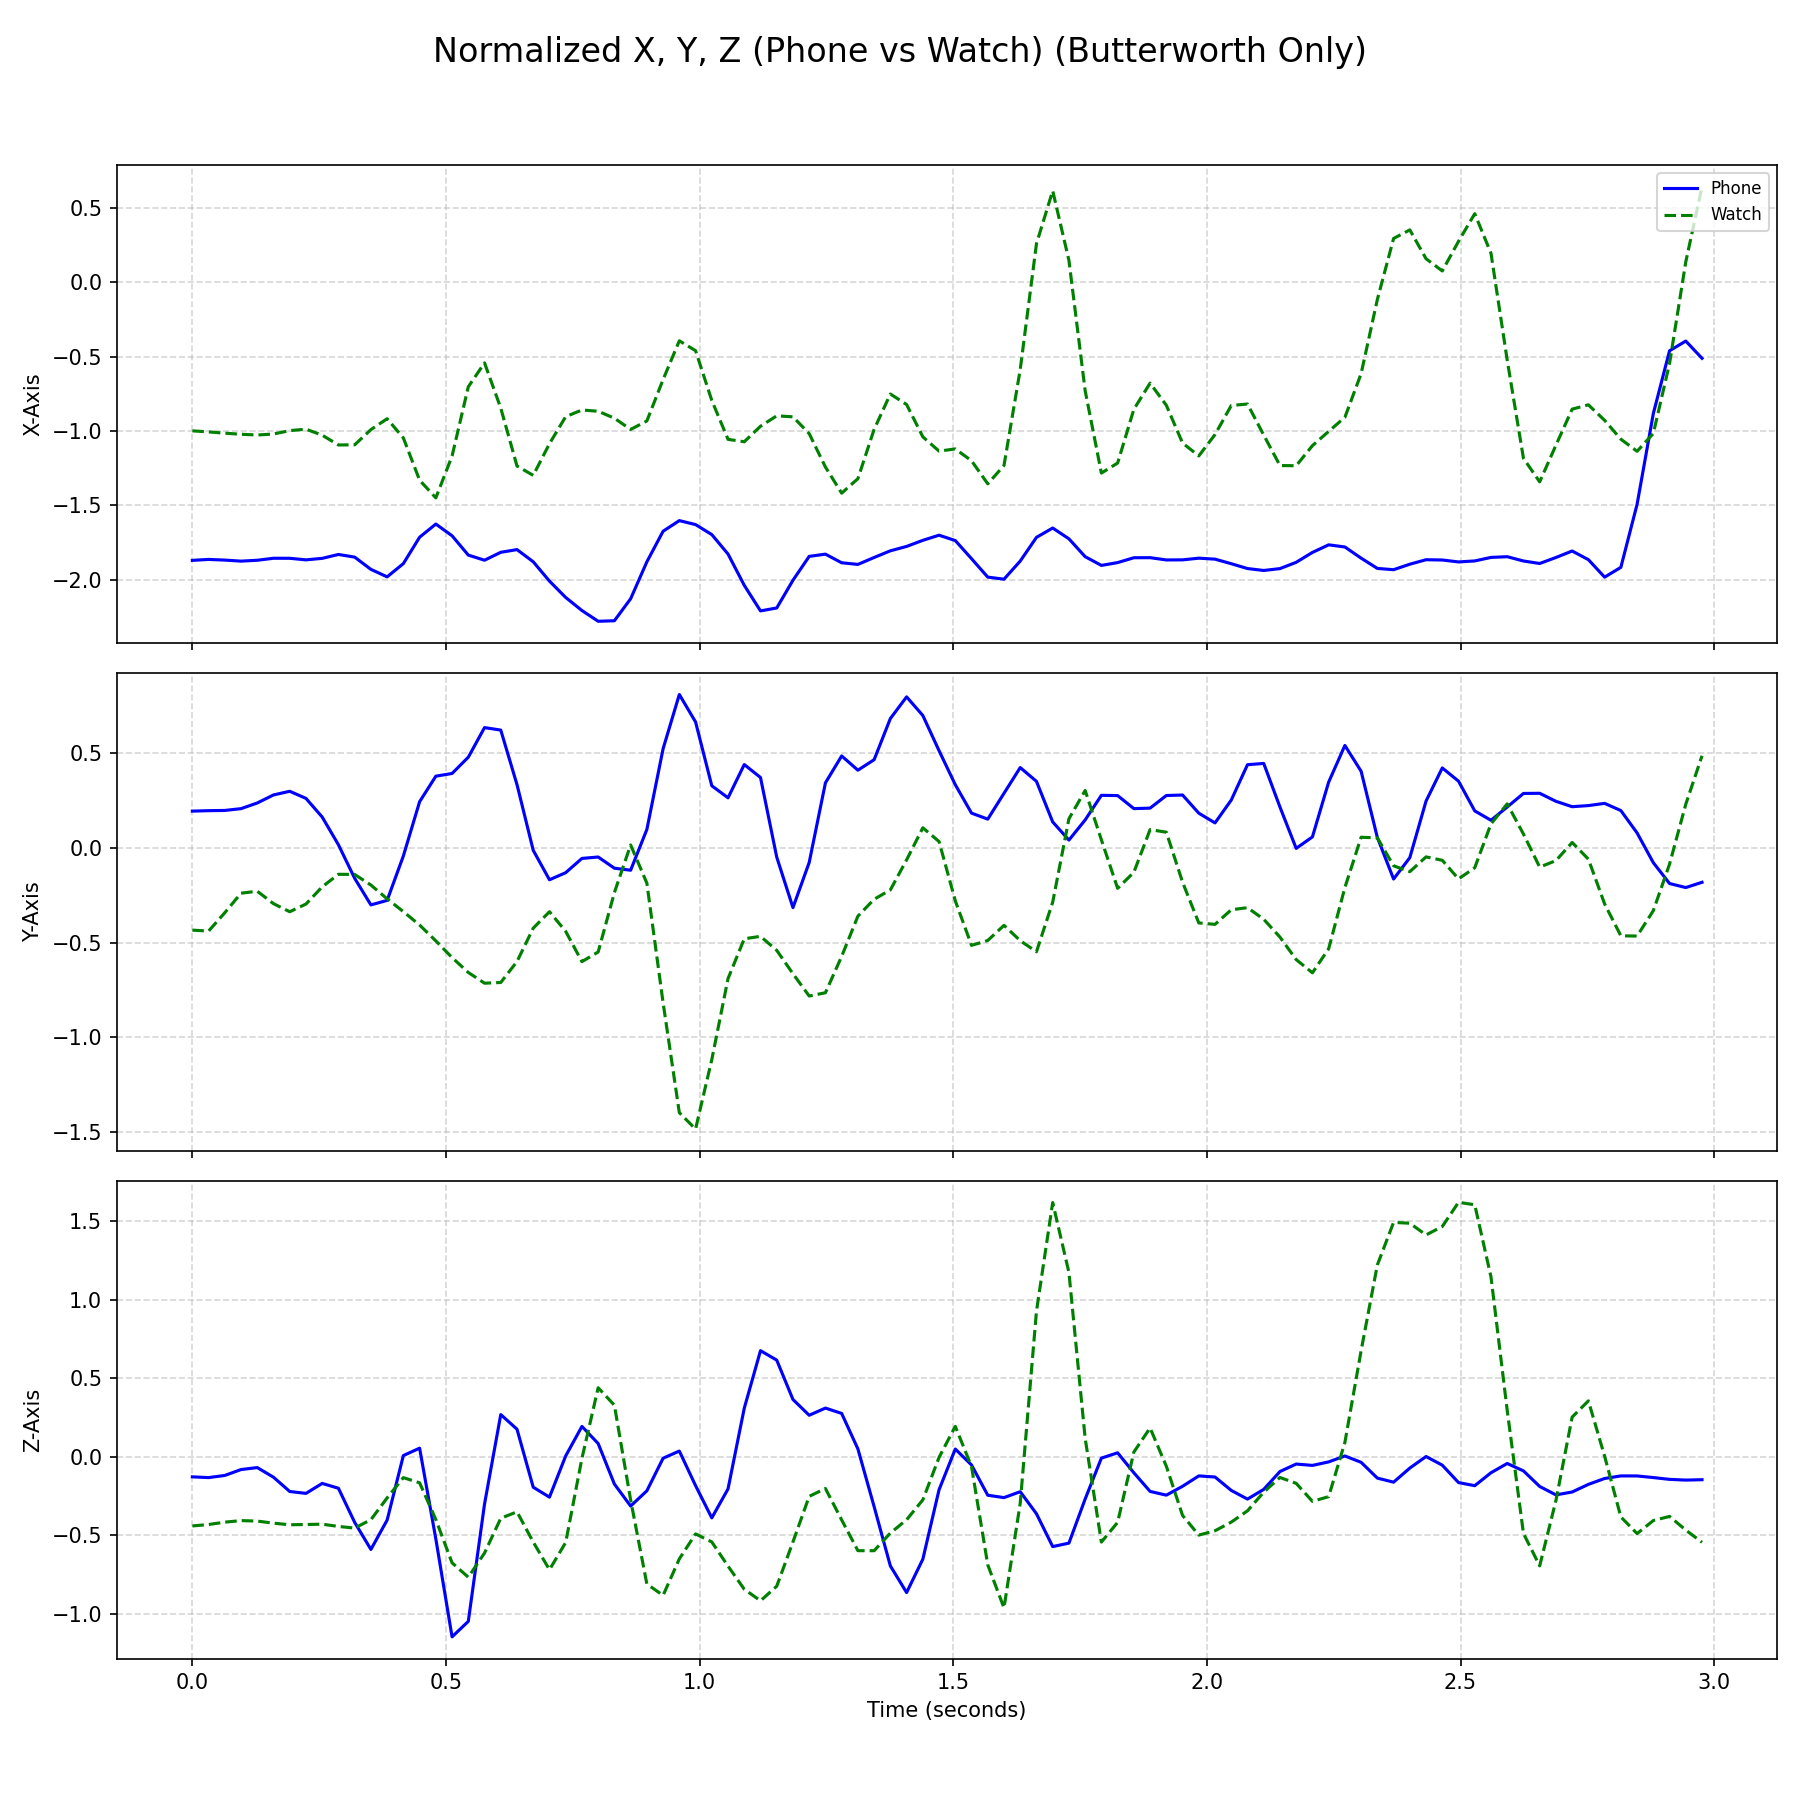 Normalized X, Y, Z (Phone vs Watch) (Butterworth Only)
Phone
Watch
0.5
0.0
−0.5
−1.0
−1.5
−2.0
X-Axis
0.5
0.0
−0.5
−1.0
−1.5
Y-Axis
1.5
1.0
0.5
0.0
−0.5
−1.0
Z-Axis
0.0 0.5 1.0 1.5 2.0 2.5 3.0
Time (seconds)